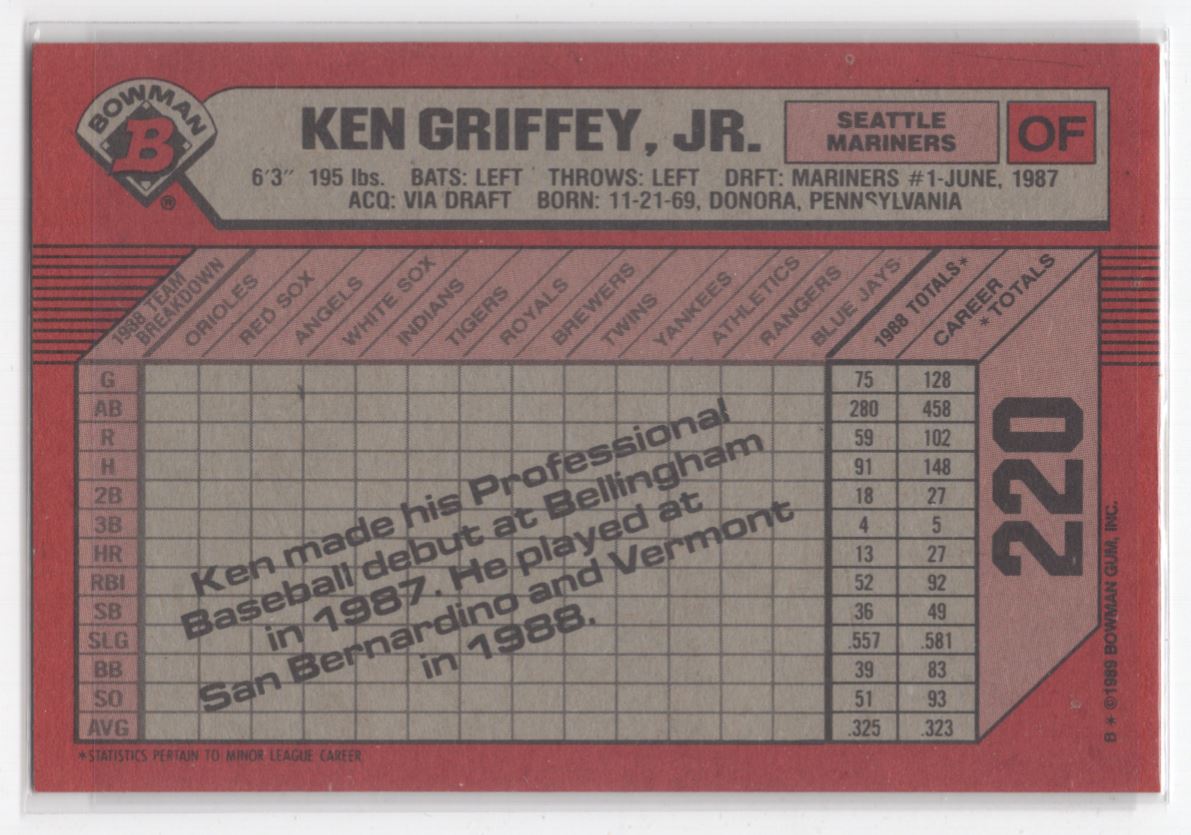 BOWMAN
B
®
KEN GRIFFEY, JR.
SEATTLE
MARINERS
OF
6'3" 195 lbs. BATS: LEFT THROWS: LEFT DRFT: MARINERS #1-JUNE, 1987
ACQ: VIA DRAFT BORN: 11-21-69, DONORA, PENNSYLVANIA
1988 TEAM
BREAKDOWN
ORIOLES
RED SOX
ANGELS
WHITE SOX
INDIANS
TIGERS
ROYALS
BREWERS
TWINS
YANKEES
ATHLETICS
RANGERS
BLUE JAYS
1988 TOTALS*
CAREER
* TOTALS
G 75 128
AB 280 458
R 59 102
H 91 148
2B 18 27
3B 4 5
HR 13 27
RBI 52 92
SB 36 49
SLG .557 .581
BB 39 83
SO 51 93
AVG .325 .323
Ken made his Professional
Baseball debut at Bellingham
in 1987. He played at
San Bernardino and Vermont
in 1988.
220
B * ©1989 BOWMAN GUM, INC.
*STATISTICS PERTAIN TO MINOR LEAGUE CAREER